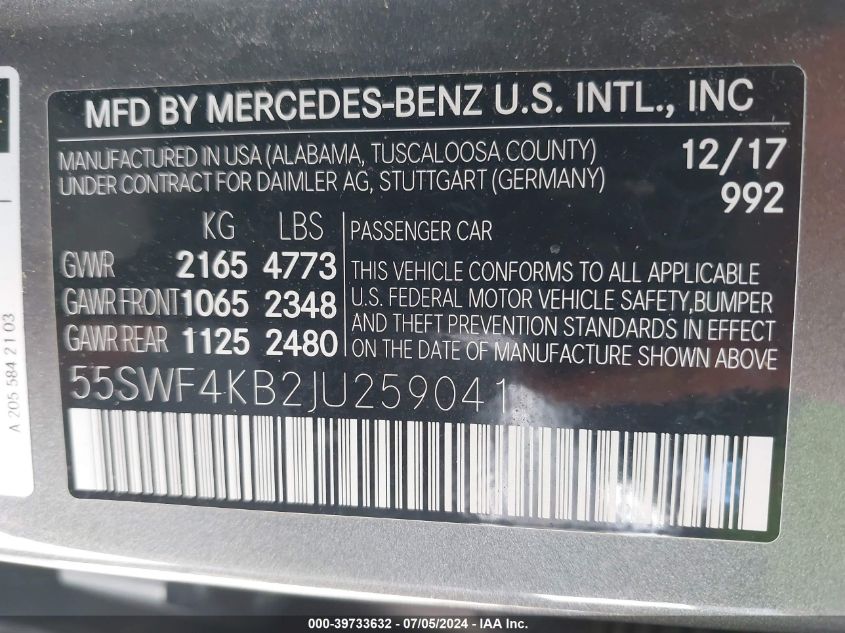 MFD BY MERCEDES-BENZ U.S. INTL., INC
MANUFACTURED IN USA (ALABAMA, TUSCALOOSA COUNTY) 12/17
UNDER CONTRACT FOR DAIMLER AG, STUTTGART (GERMANY) 992
KG LBS
GVWR 2165 4773
GAWR FRONT 1065 2348
GAWR REAR 1125 2480
PASSENGER CAR
THIS VEHICLE CONFORMS TO ALL APPLICABLE
U.S. FEDERAL MOTOR VEHICLE SAFETY,BUMPER
AND THEFT PREVENTION STANDARDS IN EFFECT
ON THE DATE OF MANUFACTURE SHOWN ABOVE
55SWF4KB2JU259041
A 205 584 21 03
000-39733632 - 07/05/2024 - IAA Inc.